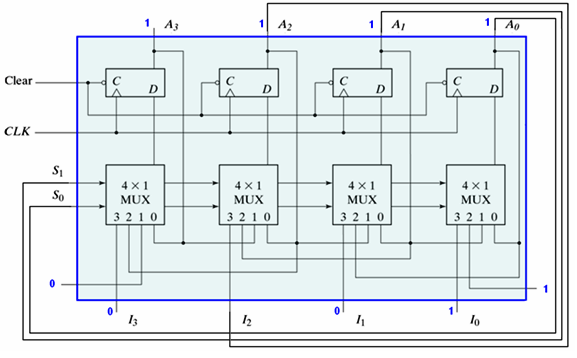 1 A3 1 A2 1 A1 1 A0
Clear C D C D C D C D
CLK
S1 4 × 1 4 × 1 4 × 1 4 × 1
S0 MUX MUX MUX MUX
3 2 1 0 3 2 1 0 3 2 1 0 3 2 1 0
0 1
0 I3 I2 0 I1 1 I0